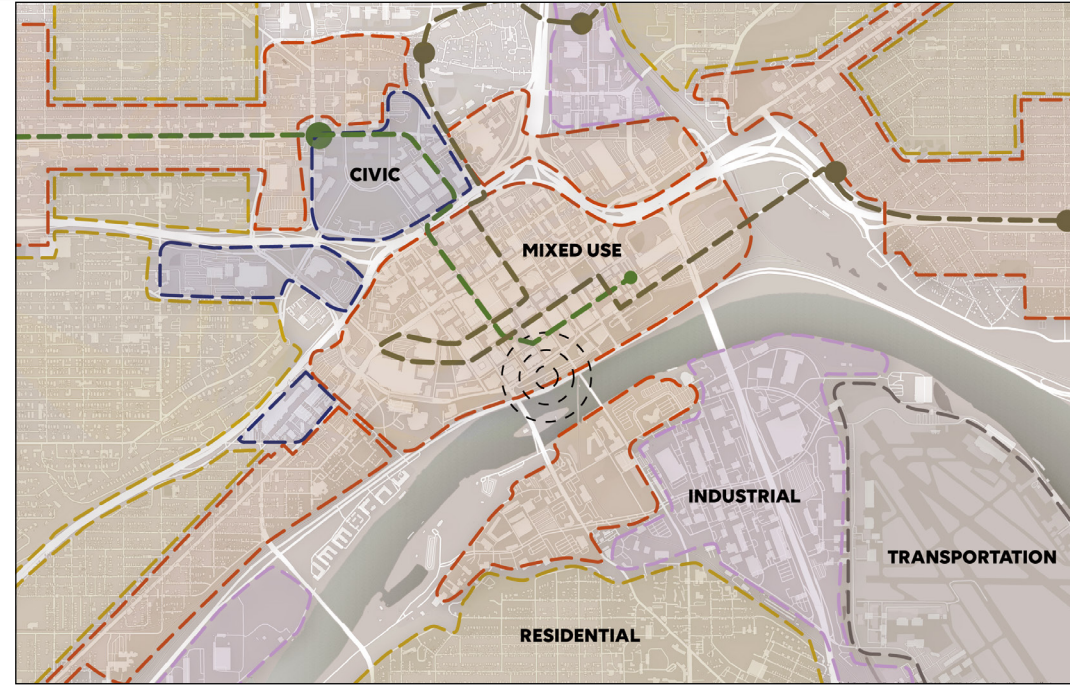 CIVIC
MIXED USE
INDUSTRIAL
TRANSPORTATION
RESIDENTIAL